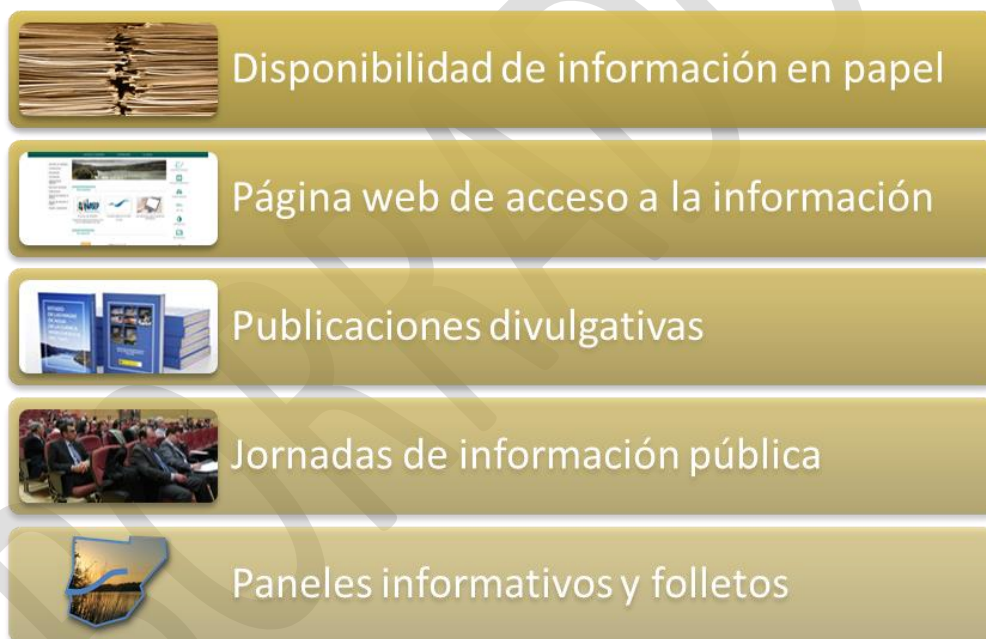 Disponibilidad de información en papel
Página web de acceso a la información
Publicaciones divulgativas
Jornadas de información pública
Paneles informativos y folletos